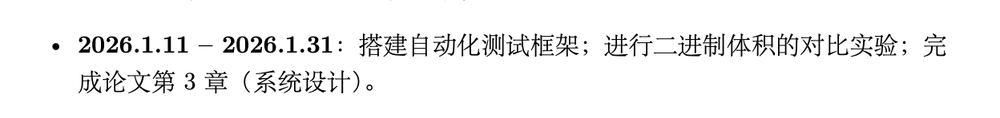 • 2026.1.11 – 2026.1.31：搭建自动化测试框架；进行二进制体积的对比实验；完
成论文第 3 章（系统设计）。